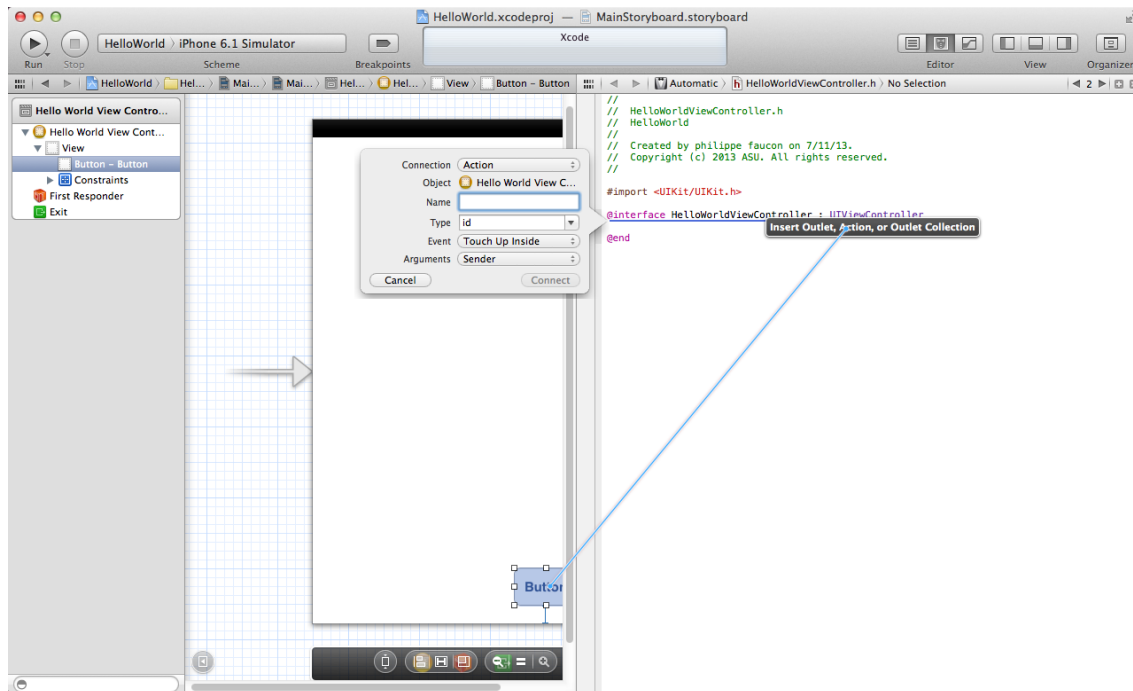 HelloWorld.xcodeproj — MainStoryboard.storyboard
HelloWorld › iPhone 6.1 Simulator
Xcode
Run Stop Scheme Breakpoints Editor View Organizer
HelloWorld › Hel... › Mai... › Mai... › Hel... › Hel... › View › Button – Button
Automatic › HelloWorldViewController.h › No Selection
2
Hello World View Contro...
Hello World View Cont...
View
Button – Button
Constraints
First Responder
Exit
Connection Action
Object Hello World View C...
Name
Type id
Event Touch Up Inside
Arguments Sender
Cancel Connect
//
// HelloWorldViewController.h
// HelloWorld
//
// Created by philippe faucon on 7/11/13.
// Copyright (c) 2013 ASU. All rights reserved.
//
#import <UIKit/UIKit.h>
@interface HelloWorldViewController : UIViewController
Insert Outlet, Action, or Outlet Collection
@end
Button